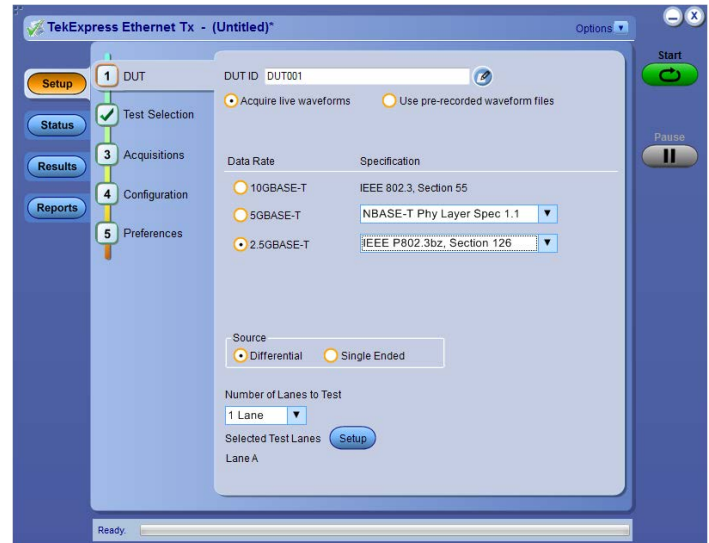 TekExpress Ethernet Tx - (Untitled)*
Options
Start
Pause
Setup
Status
Results
Reports
1 DUT
Test Selection
3 Acquisitions
4 Configuration
5 Preferences
DUT ID DUT001
Acquire live waveforms Use pre-recorded waveform files
Data Rate Specification
10GBASE-T IEEE 802.3, Section 55
5GBASE-T NBASE-T Phy Layer Spec 1.1
2.5GBASE-T IEEE P802.3bz, Section 126
Source
Differential Single Ended
Number of Lanes to Test
1 Lane
Selected Test Lanes Setup
Lane A
Ready.